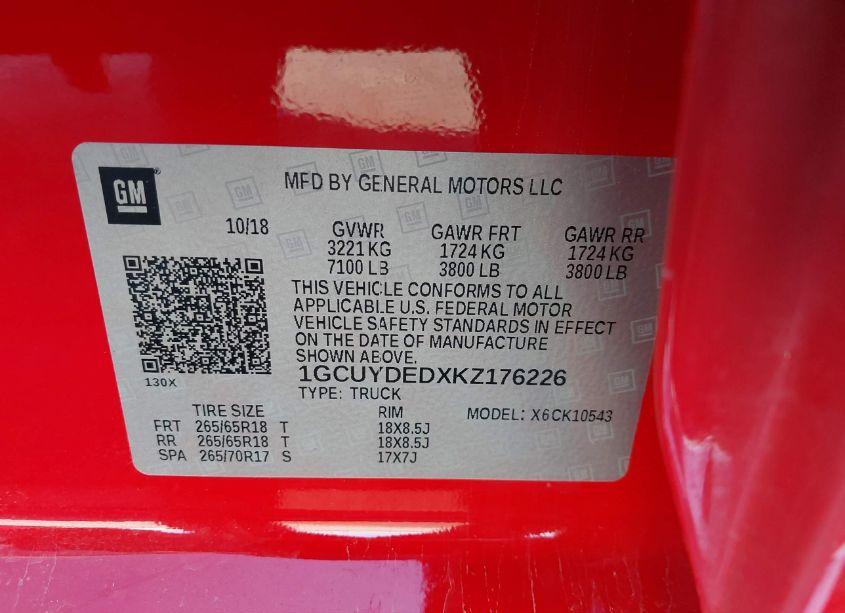 GM
MFD BY GENERAL MOTORS LLC
10/18
GVWR GAWR FRT GAWR RR
3221 KG 1724 KG 1724 KG
7100 LB 3800 LB 3800 LB
THIS VEHICLE CONFORMS TO ALL
APPLICABLE U.S. FEDERAL MOTOR
VEHICLE SAFETY STANDARDS IN EFFECT
ON THE DATE OF MANUFACTURE
SHOWN ABOVE.
130X
1GCUYDEDXKZ176226
TYPE: TRUCK
TIRE SIZE RIM MODEL: X6CK10543
FRT 265/65R18 T 18X8.5J
RR 265/65R18 T 18X8.5J
SPA 265/70R17 S 17X7J